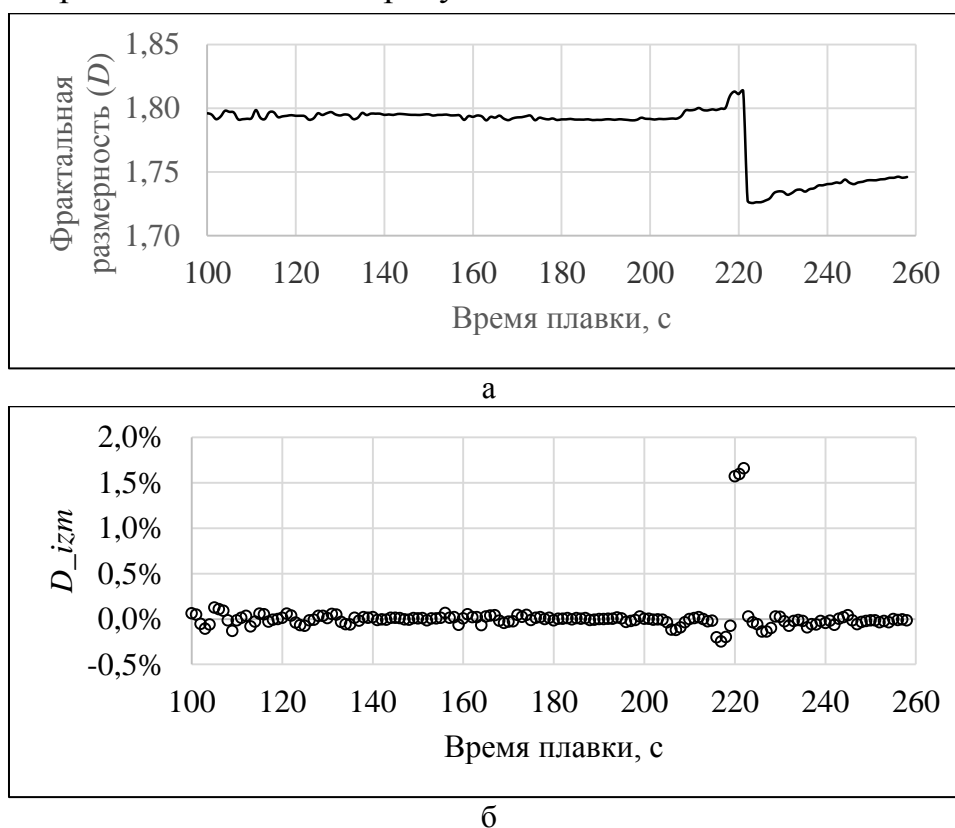 1,85
1,80
1,75
1,70
Фрактальная
размерность (D)
100 120 140 160 180 200 220 240 260
Время плавки, с
а
2,0%
1,5%
1,0%
0,5%
0,0%
-0,5%
D_izm
100 120 140 160 180 200 220 240 260
Время плавки, с
б